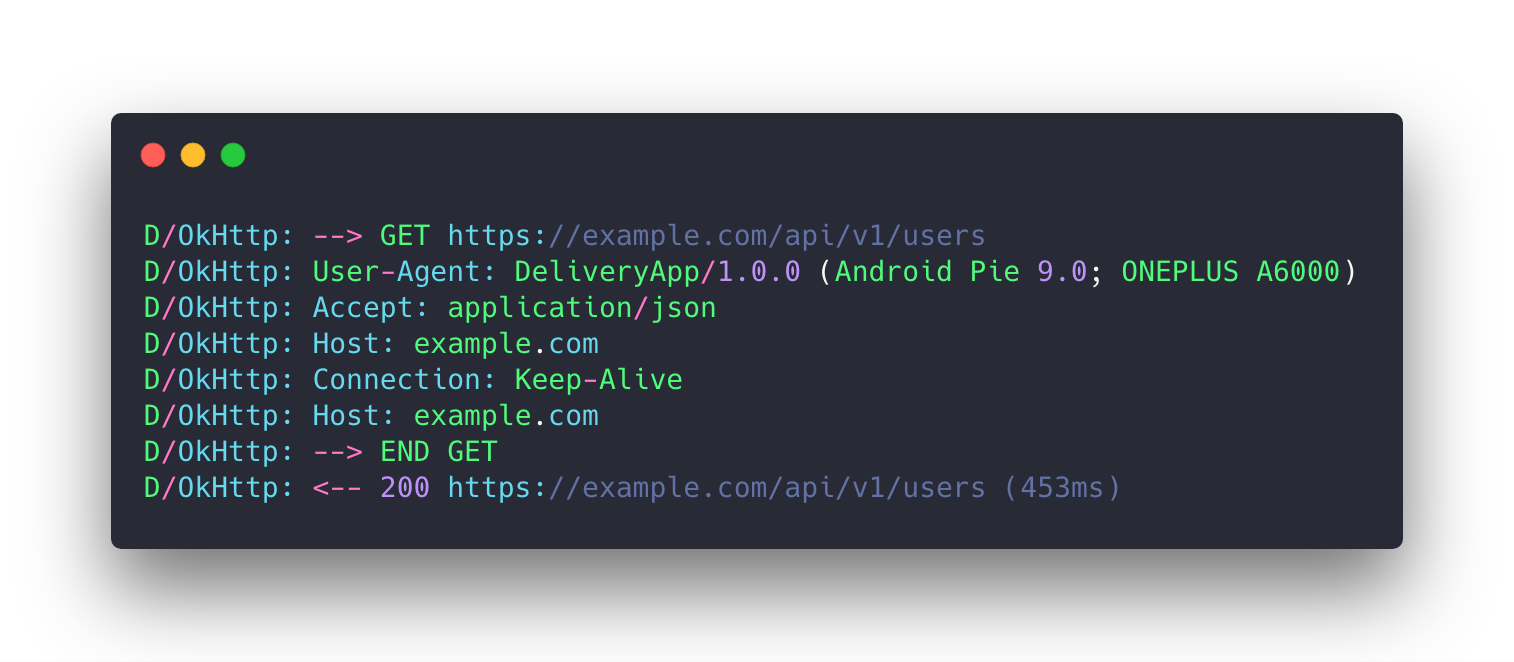 D/OkHttp: --> GET https://example.com/api/v1/users
D/OkHttp: User-Agent: DeliveryApp/1.0.0 (Android Pie 9.0; ONEPLUS A6000)
D/OkHttp: Accept: application/json
D/OkHttp: Host: example.com
D/OkHttp: Connection: Keep-Alive
D/OkHttp: Host: example.com
D/OkHttp: --> END GET
D/OkHttp: <-- 200 https://example.com/api/v1/users (453ms)